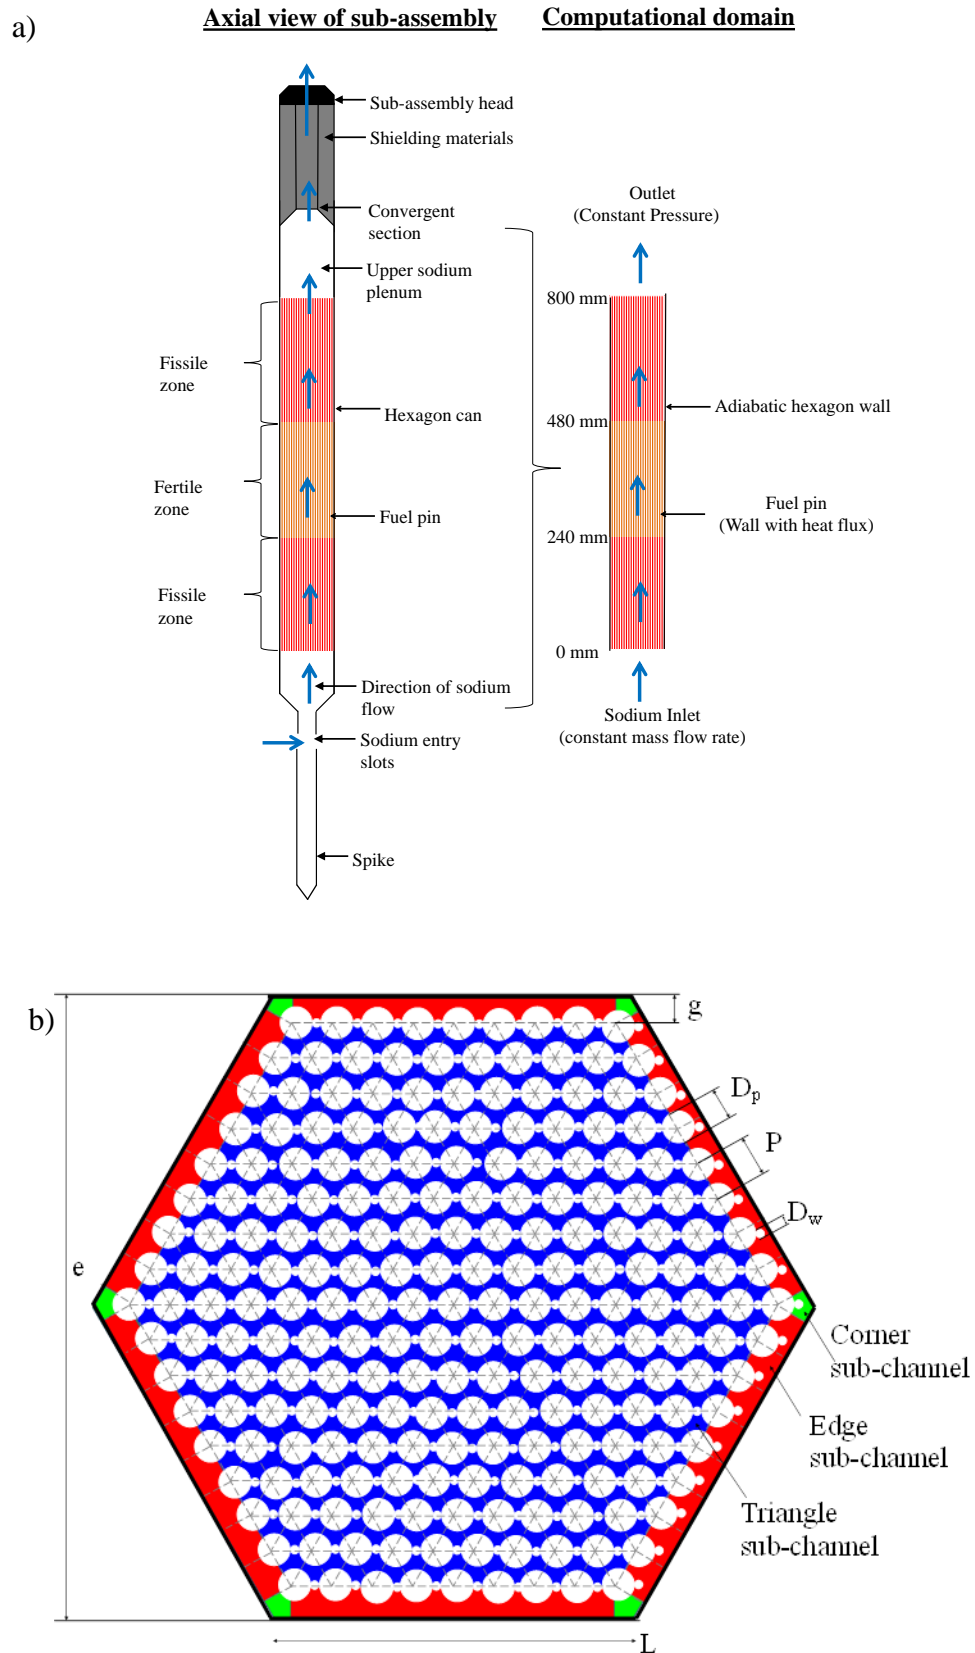 a)
Axial view of sub-assembly
Computational domain
Sub-assembly head
Shielding materials
Convergent
section
Upper sodium
plenum
Fissile
zone
Hexagon can
Fertile
zone
Fuel pin
Fissile
zone
Direction of sodium
flow
Sodium entry
slots
Spike
Outlet
(Constant Pressure)
800 mm
Adiabatic hexagon wall
480 mm
Fuel pin
(Wall with heat flux)
240 mm
0 mm
Sodium Inlet
(constant mass flow rate)
b)
g
Dp
P
Dw
e
Corner
sub-channel
Edge
sub-channel
Triangle
sub-channel
L